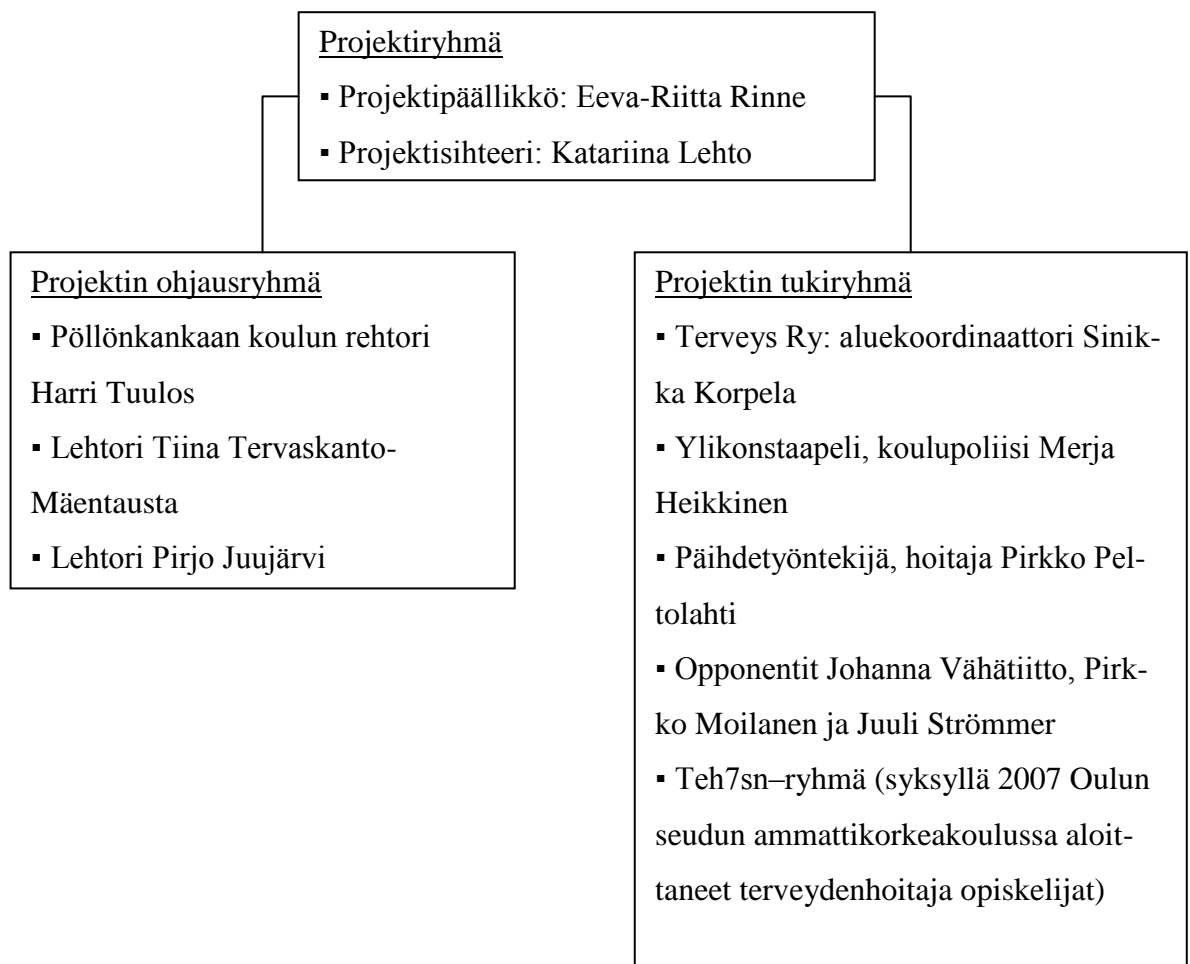 Projektiryhmä
▪ Projektipäällikkö: Eeva-Riitta Rinne
▪ Projektisihteeri: Katariina Lehto
Projektin ohjausryhmä
▪ Pöllönkankaan koulun rehtori
Harri Tuulos
▪ Lehtori Tiina Tervaskanto-
Mäentausta
▪ Lehtori Pirjo Juujärvi
Projektin tukiryhmä
▪ Terveys Ry: aluekoordinaattori Sinik-
ka Korpela
▪ Ylikonstaapeli, koulupoliisi Merja
Heikkinen
▪ Päihdetyöntekijä, hoitaja Pirkko Pel-
tolahti
▪ Opponentit Johanna Vähätiitto, Pirk-
ko Moilanen ja Juuli Strömmer
▪ Teh7sn–ryhmä (syksyllä 2007 Oulun
seudun ammattikorkeakoulussa aloit-
taneet terveydenhoitaja opiskelijat)